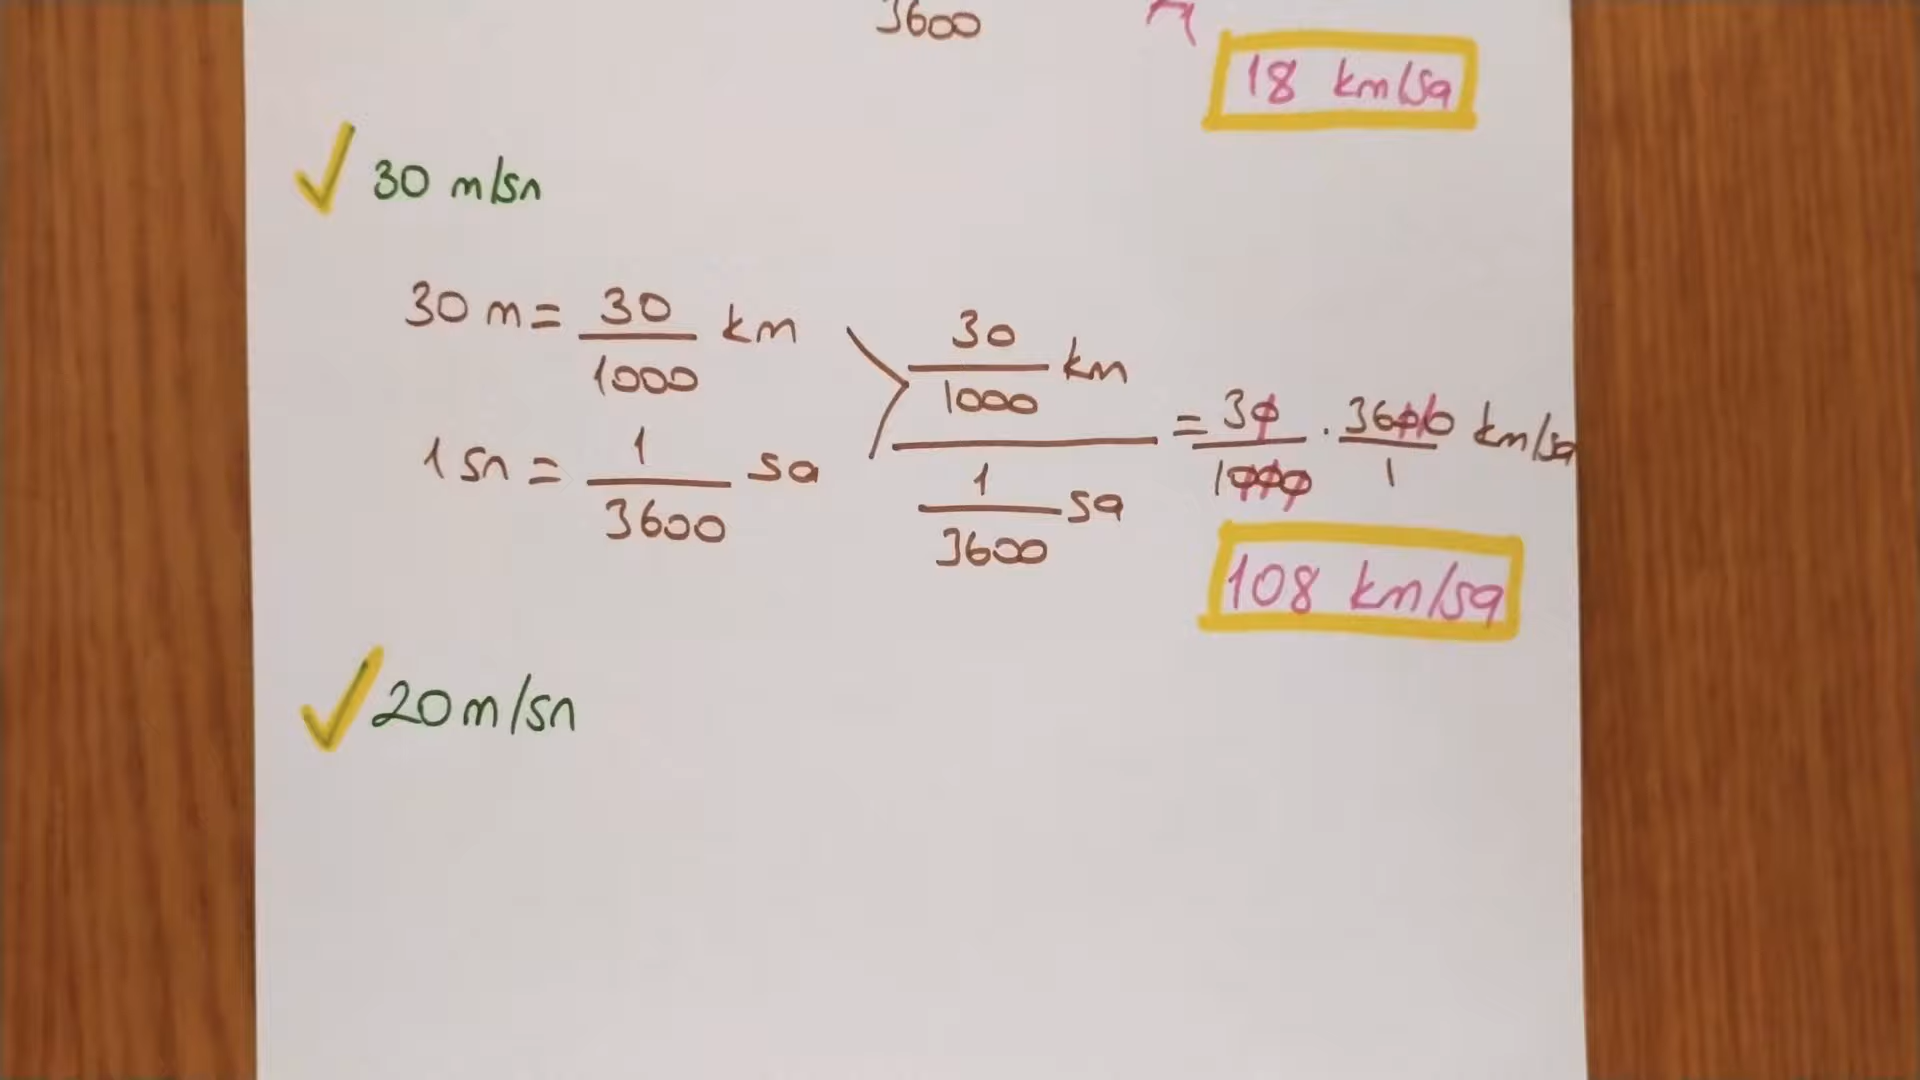 3600
18 km/sa
30 m/sn
30 m = 30/1000 km
1 sn = 1/3600 sa
30/1000 km / 1/3600 sa = 30/1000 . 3600/1 km/sa
108 km/sa
20 m/sn